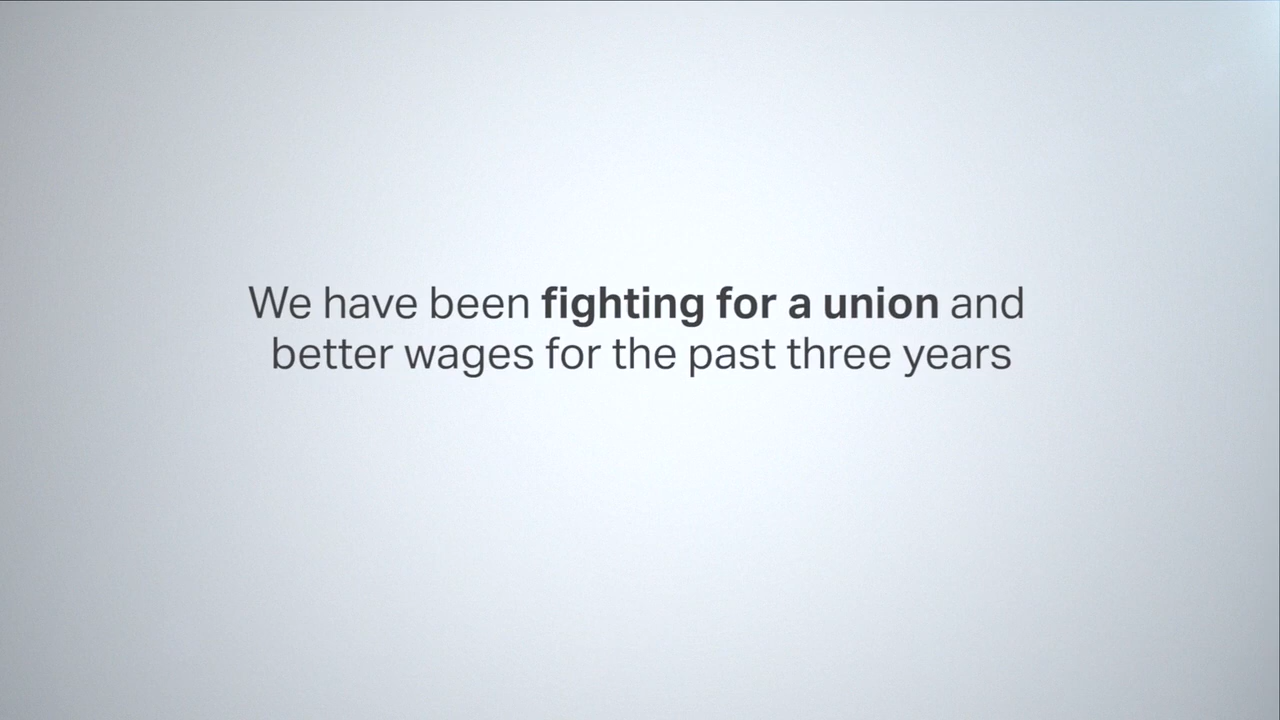 We have been fighting for a union and
better wages for the past three years